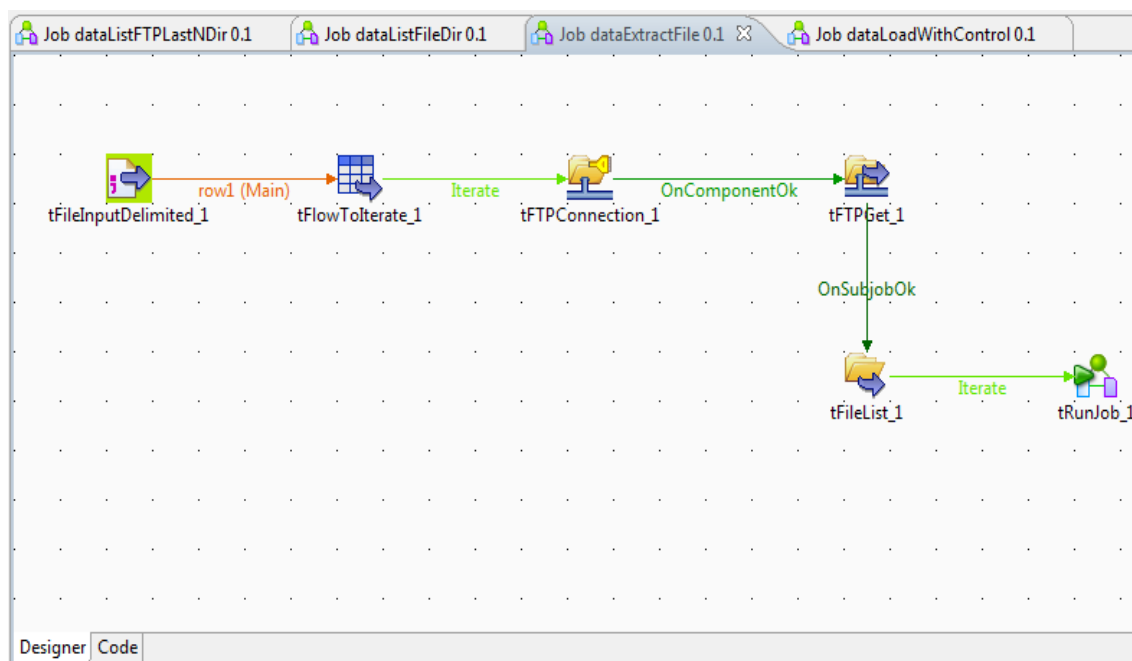 Job dataListFTPLastNDir 0.1
Job dataListFileDir 0.1
Job dataExtractFile 0.1
Job dataLoadWithControl 0.1
row1 (Main)
Iterate
OnComponentOk
tFileInputDelimited_1
tFlowToIterate_1
tFTPConnection_1
tFTPGet_1
OnSubjobOk
Iterate
tFileList_1
tRunJob_1
Designer
Code